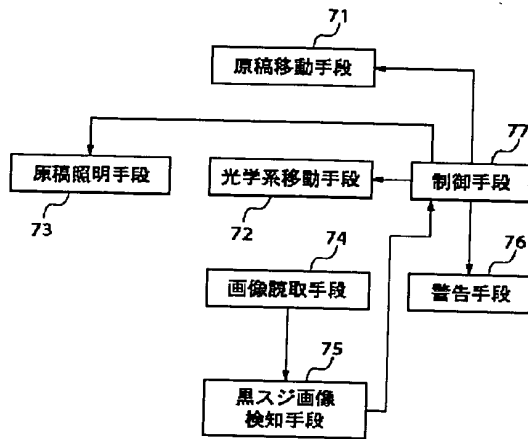 71
原稿移動手段
77
原稿照明手段
光学系移動手段
制御手段
73
72
74
76
画像読取手段
警告手段
75
黒スジ画像
検知手段